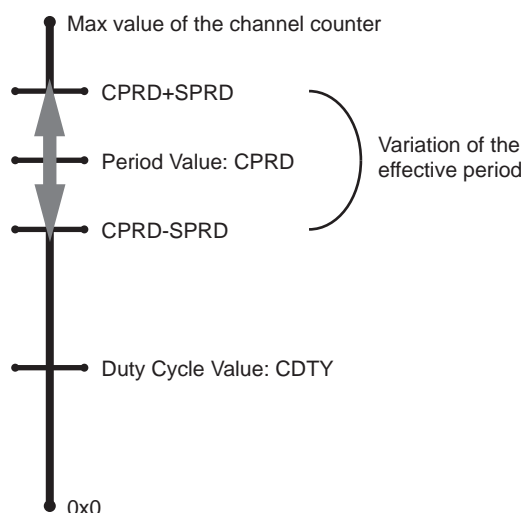 Max value of the channel counter
CPRD+SPRD
Period Value: CPRD
Variation of the
effective period
CPRD-SPRD
Duty Cycle Value: CDTY
0x0